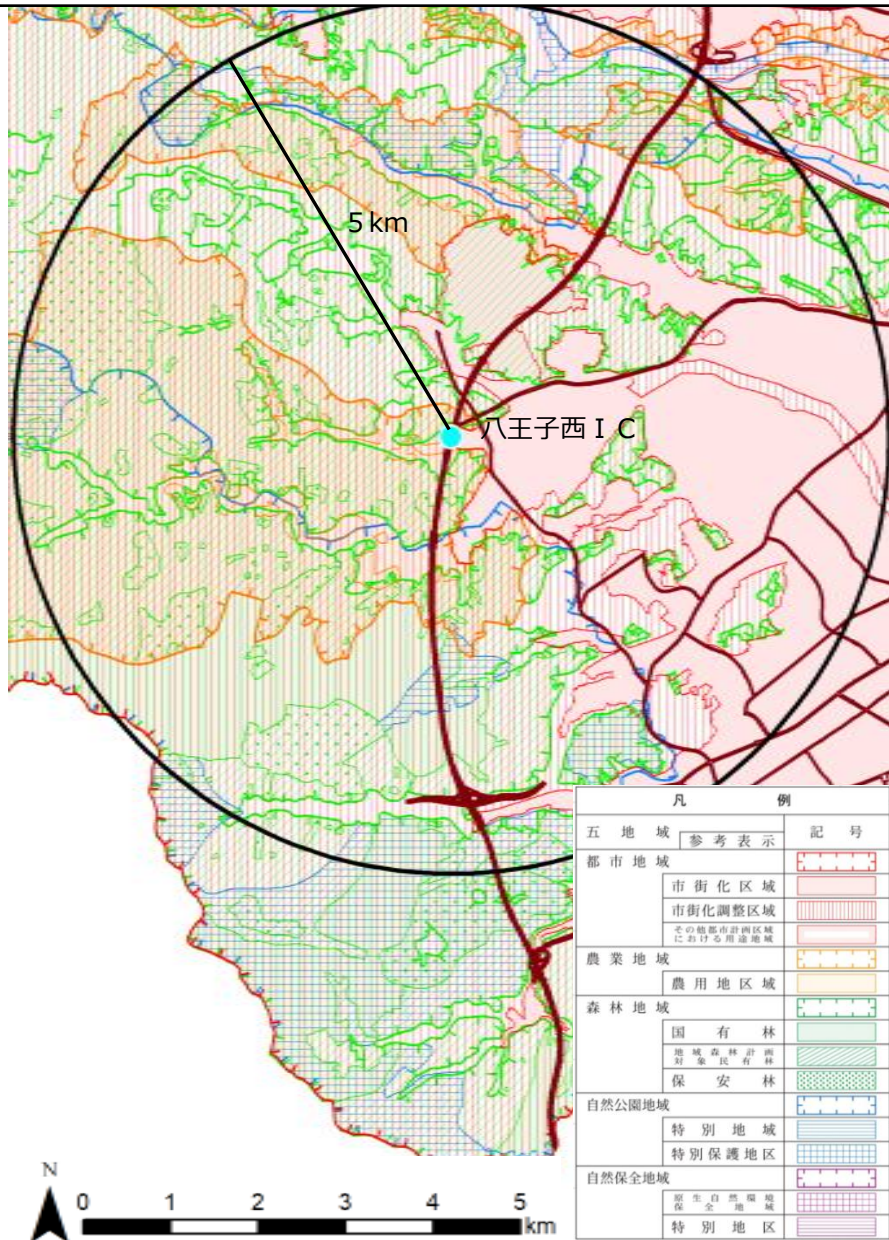 5km
八王子西ＩＣ
凡 例
五地域 参考表示 記号
都市地域
市街化区域
市街化調整区域
その他都市計画区域
における用途地域
農業地域
農用地区域
森林地域
国有林
地域森林計画
対象民有林
保安林
自然公園地域
特別地域
特別保護地区
自然保全地域
原生自然環境
保全地域
特別地区
N
0 1 2 3 4 5
km